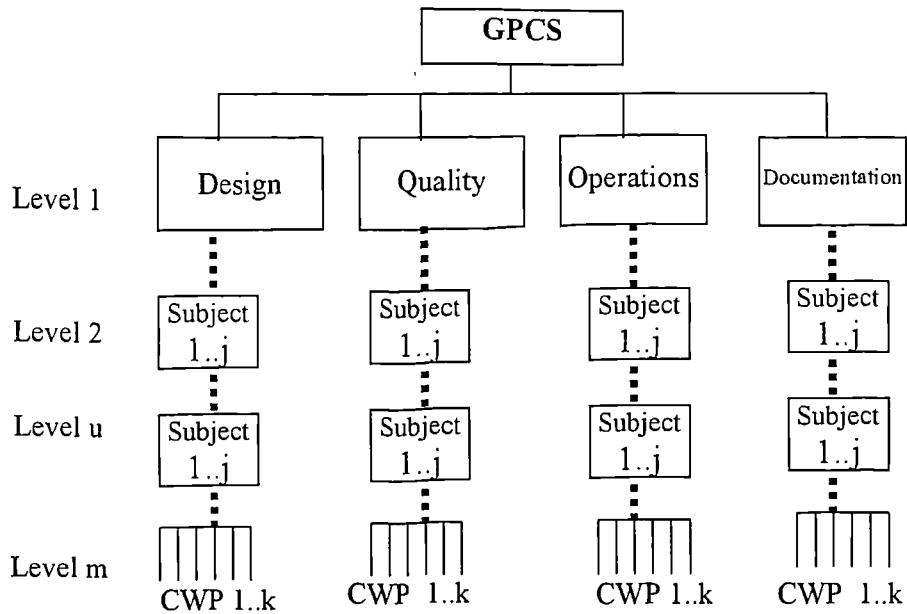 GPCS
Level 1
Design
Quality
Operations
Documentation
Level 2
Subject
1..j
Subject
1..j
Subject
1..j
Subject
1..j
Level u
Subject
1..j
Subject
1..j
Subject
1..j
Subject
1..j
Level m
CWP 1..k
CWP 1..k
CWP 1..k
CWP 1..k